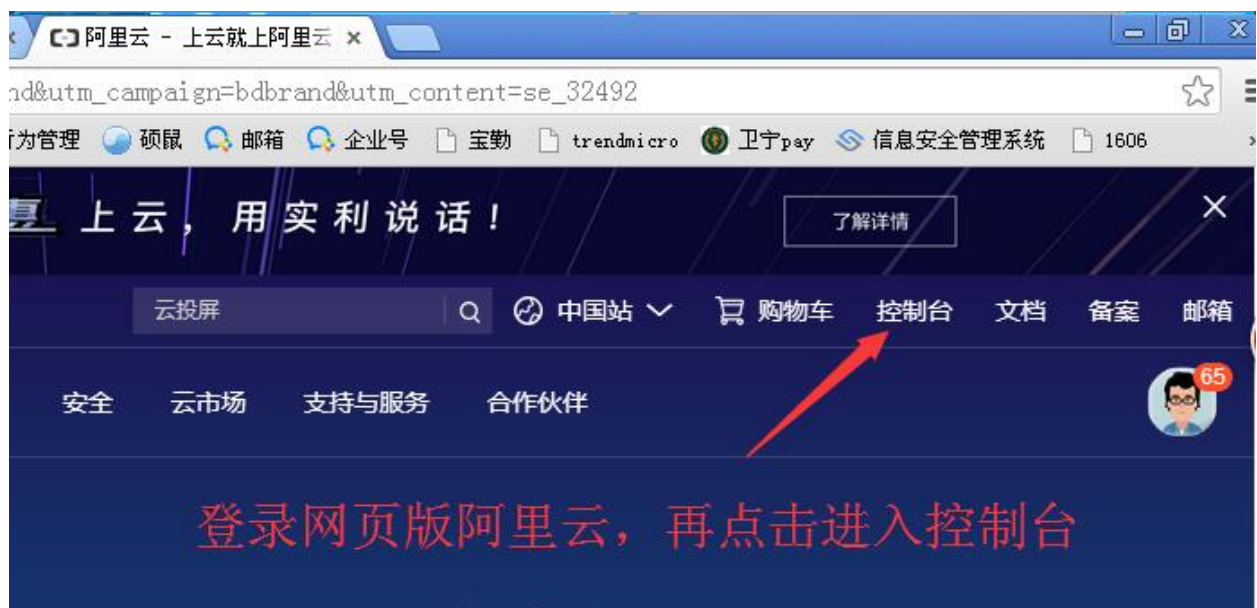 阿里云 - 上云就上阿里云
nd&utm_campaign=bdbrand&utm_content=se_32492
为管理 硕鼠 邮箱 企业号 宝勤 trendmicro 卫宁pay 信息安全管理系统 1606
惠 上云，用实利说话！ 了解详情
云投屏 中国站 购物车 控制台 文档 备案 邮箱
65
安全 云市场 支持与服务 合作伙伴
登录网页版阿里云，再点击进入控制台